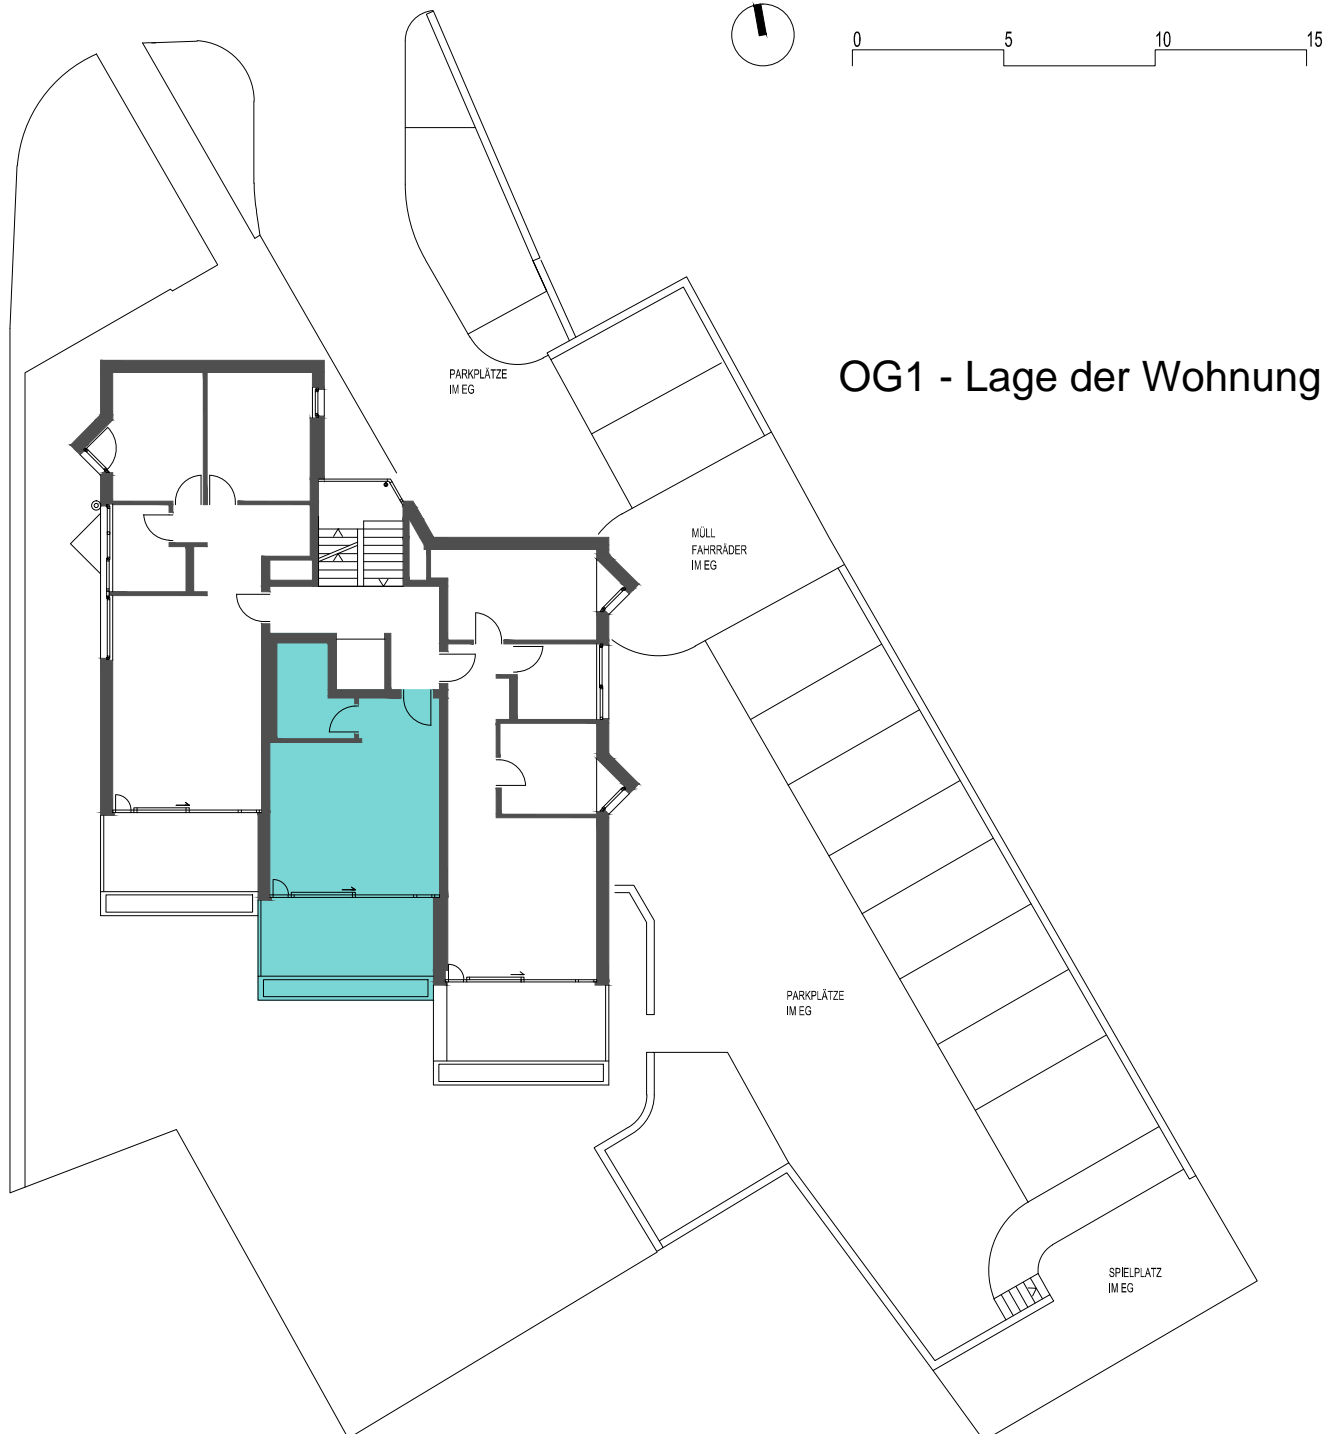 0 5 10 15
OG1 - Lage der Wohnung
PARKPLÄTZE
IM EG
MÜLL
FAHRRÄDER
IM EG
PARKPLÄTZE
IM EG
SPIELPLATZ
IM EG